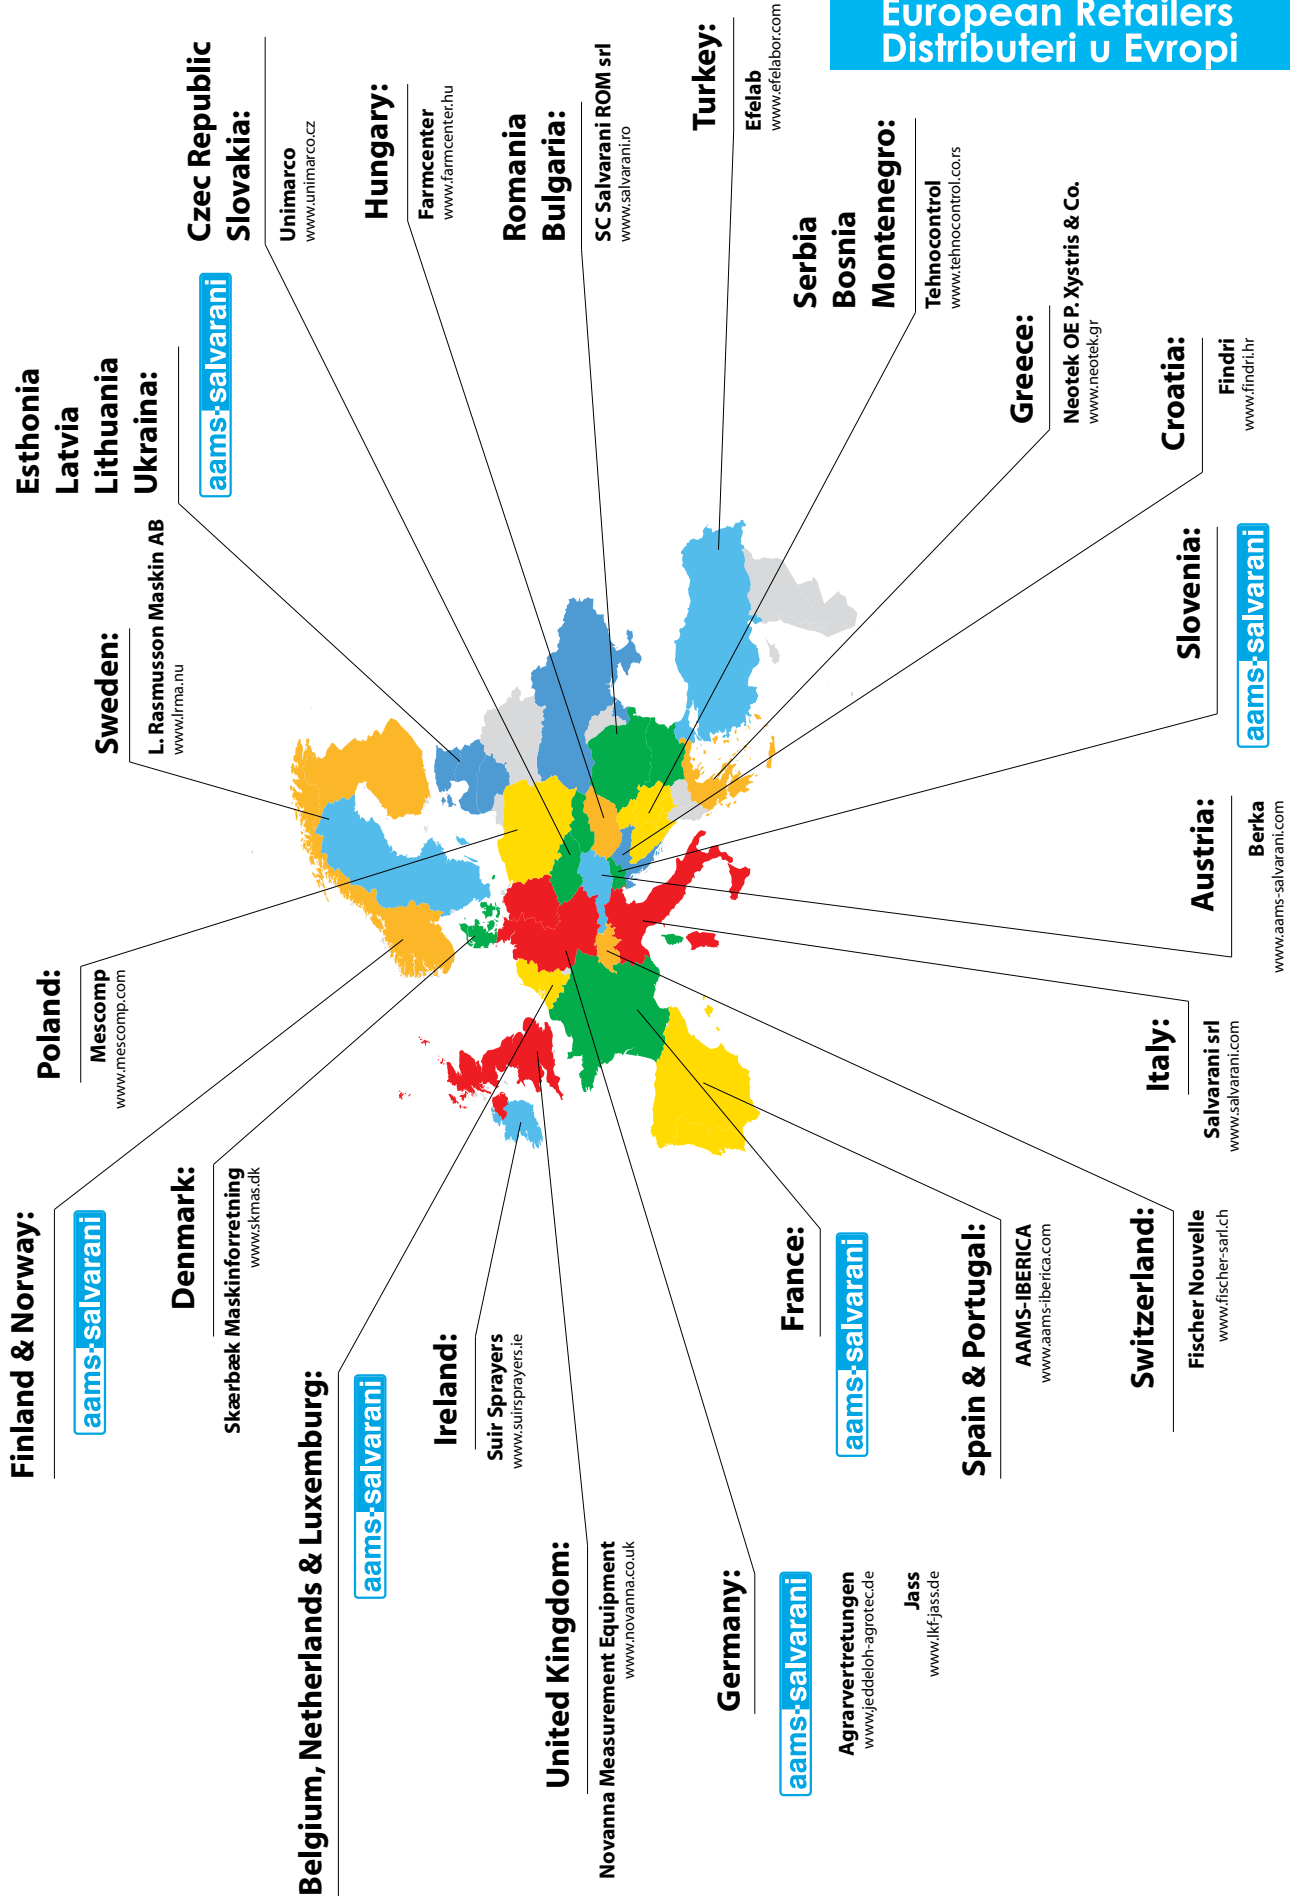 European Retailers
Distributeri u Evropi
Finland & Norway:
aams·salvarani
Poland:
Mescomp
www.mescomp.com
Sweden:
L. Rasmusson Maskin AB
www.lrma.nu
Esthonia
Latvia
Lithuania
Ukraina:
aams·salvarani
Czec Republic
Slovakia:
Unimarco
www.unimarco.cz
Denmark:
Skærbæk Maskinforretning
www.skmas.dk
Hungary:
Farmcenter
www.farmcenter.hu
Belgium, Netherlands & Luxemburg:
aams·salvarani
Ireland:
Suir Sprayers
www.suirsprayers.ie
Romania
Bulgaria:
SC Salvarani ROM srl
www.salvarani.ro
United Kingdom:
Novanna Measurement Equipment
www.novanna.co.uk
Turkey:
Efelab
www.efelabor.com
Germany:
aams·salvarani
Agrarvertretungen
www.jeddeloh-agrotec.de
Jass
www.lkf-jass.de
France:
aams·salvarani
Serbia
Bosnia
Montenegro:
Tehnocontrol
www.tehnocontrol.co.rs
Spain & Portugal:
AAMS-IBERICA
www.aams-iberica.com
Greece:
Neotek OE P. Xystris & Co.
www.neotek.gr
Switzerland:
Fischer Nouvelle
www.fischer-sarl.ch
Italy:
Salvarani srl
www.salvarani.com
Austria:
Berka
www.aams-salvarani.com
Slovenia:
aams·salvarani
Croatia:
Findri
www.findri.hr